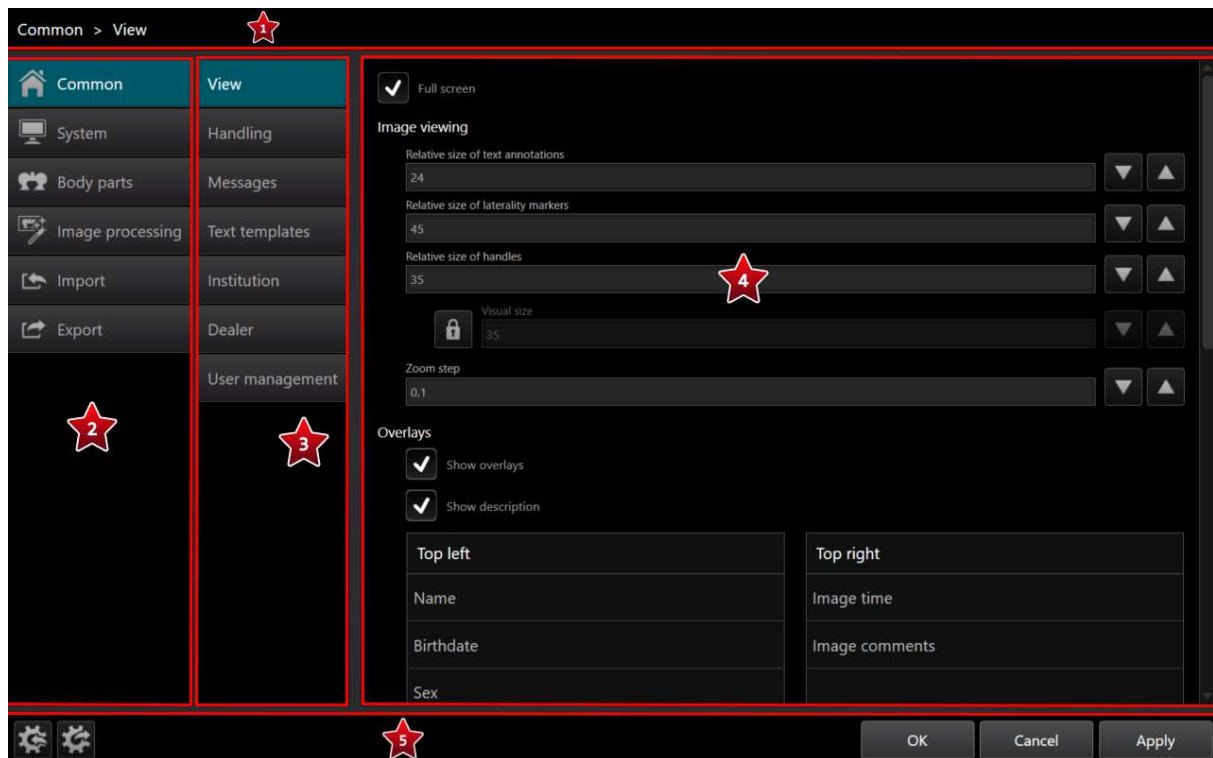 Common > View
1
Common
System
Body parts
Image processing
Import
Export
2
View
Handling
Messages
Text templates
Institution
Dealer
User management
3
Full screen
Image viewing
Relative size of text annotations
24
Relative size of laterality markers
45
Relative size of handles
35
4
Visual size
35
Zoom step
0.1
Overlays
Show overlays
Show description
Top left
Name
Birthdate
Sex
Top right
Image time
Image comments
5
OK Cancel Apply